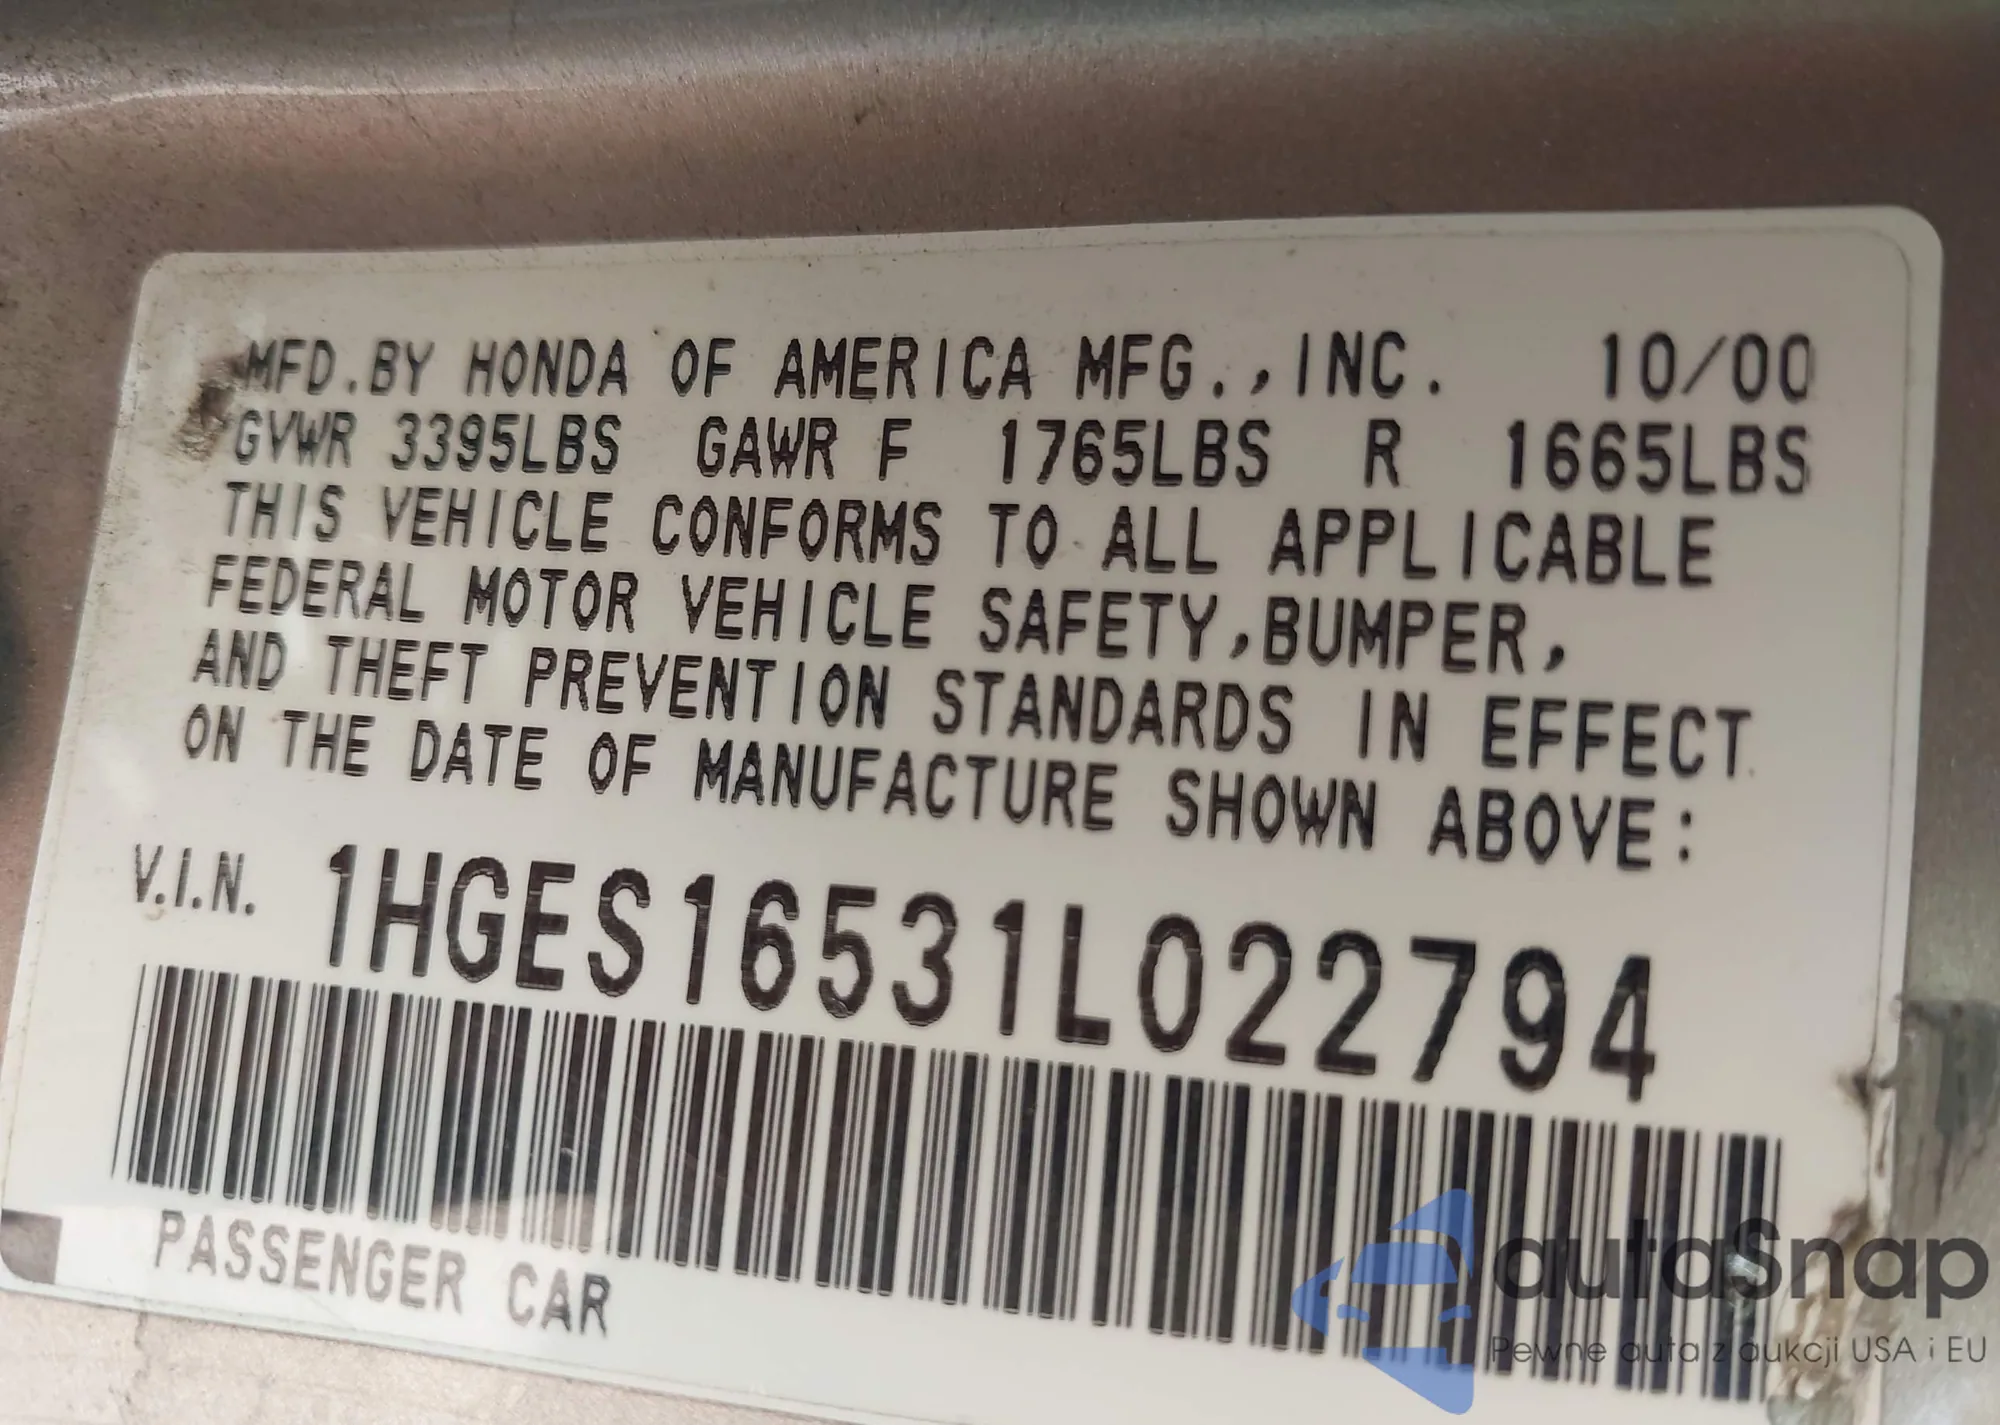 MFD.BY HONDA OF AMERICA MFG.,INC. 10/00
GVWR 3395LBS GAWR F 1765LBS R 1665LBS
THIS VEHICLE CONFORMS TO ALL APPLICABLE
FEDERAL MOTOR VEHICLE SAFETY,BUMPER,
AND THEFT PREVENTION STANDARDS IN EFFECT
ON THE DATE OF MANUFACTURE SHOWN ABOVE:
V.I.N. 1HGES16531L022794
PASSENGER CAR
autaSnap
Pewne auta z aukcji USA i EU